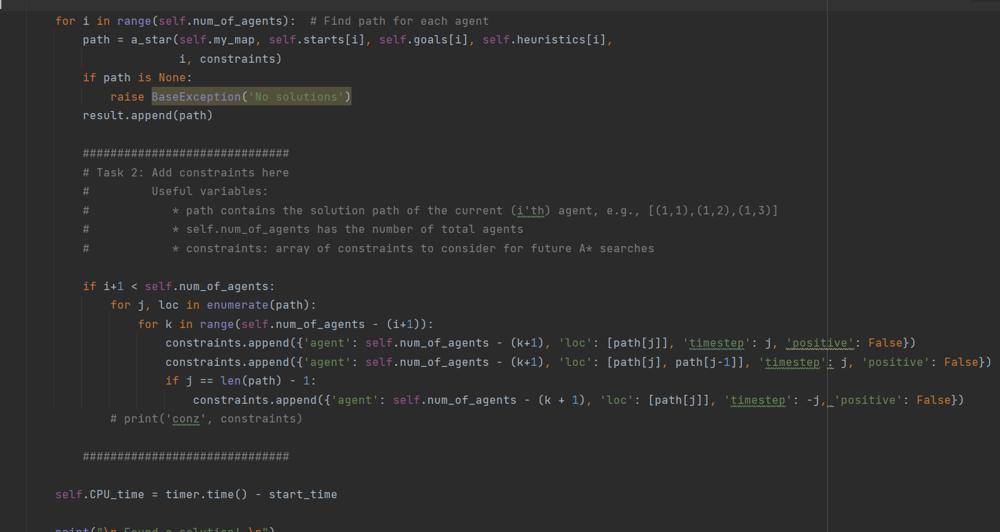 for i in range(self.num_of_agents):  # Find path for each agent
    path = a_star(self.my_map, self.starts[i], self.goals[i], self.heuristics[i],
                  i, constraints)
    if path is None:
        raise BaseException('No solutions')
    result.append(path)
    ##############################
    # Task 2: Add constraints here
    #         Useful variables:
    #            * path contains the solution path of the current (i'th) agent, e.g., [(1,1),(1,2),(1,3)]
    #            * self.num_of_agents has the number of total agents
    #            * constraints: array of constraints to consider for future A* searches
    if i+1 < self.num_of_agents:
        for j, loc in enumerate(path):
            for k in range(self.num_of_agents - (i+1)):
                constraints.append({'agent': self.num_of_agents - (k+1), 'loc': [path[j]], 'timestep': j, 'positive': False})
                constraints.append({'agent': self.num_of_agents - (k+1), 'loc': [path[j], path[j-1]], 'timestep': j, 'positive': False})
                if j == len(path) - 1:
                    constraints.append({'agent': self.num_of_agents - (k + 1), 'loc': [path[j]], 'timestep': -j, 'positive': False})
        # print('conz', constraints)
    ##############################
self.CPU_time = timer.time() - start_time
print("\n Found a solution! \n")